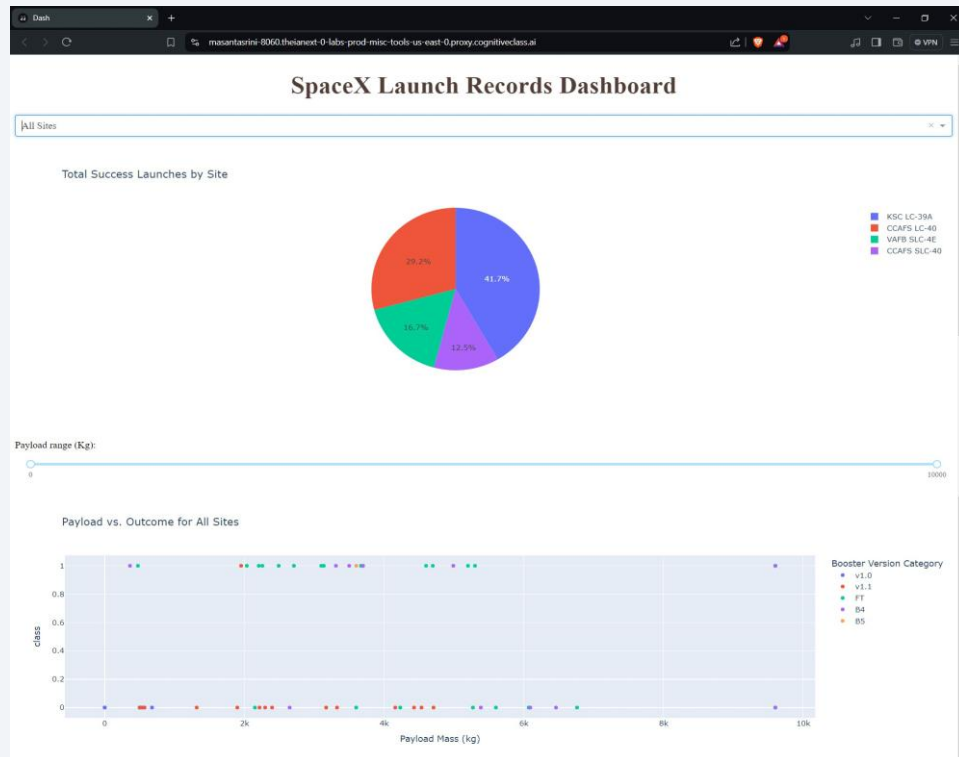 Dash
masantasrini-8060.theianext-0-labs-prod-misc-tools-us-east-0.proxy.cognitiveclass.ai
VPN
SpaceX Launch Records Dashboard
All Sites
Total Success Launches by Site
KSC LC-39A
CCAFS LC-40
VAFB SLC-4E
CCAFS SLC-40
29.2%
41.7%
16.7%
12.5%
Payload range (Kg):
0
10000
Payload vs. Outcome for All Sites
Booster Version Category
v1.0
v1.1
FT
B4
B5
class
1
0.8
0.6
0.4
0.2
0
0
2k
4k
6k
8k
10k
Payload Mass (kg)